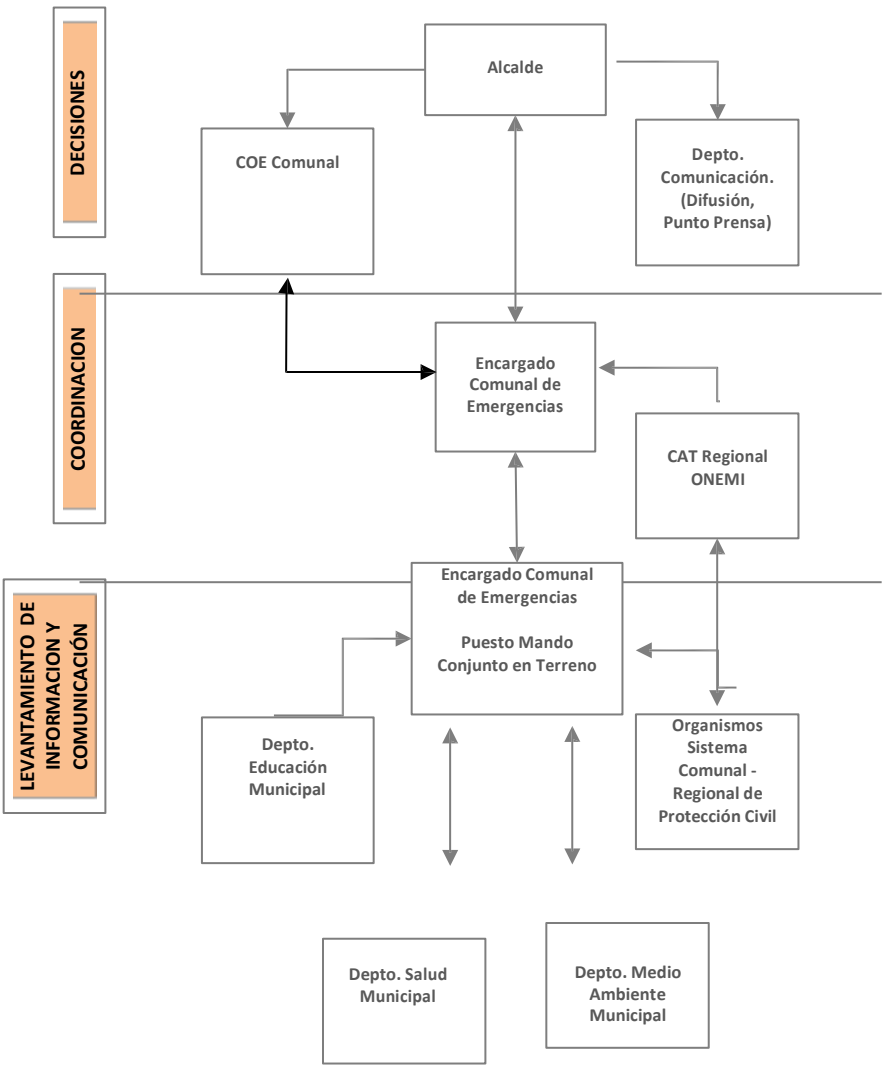 DECISIONES
Alcalde
COE Comunal
Depto.
Comunicación.
(Difusión,
Punto Prensa)
COORDINACION
Encargado
Comunal de
Emergencias
CAT Regional
ONEMI
LEVANTAMIENTO DE
INFORMACION Y
COMUNICACIÓN
Encargado Comunal
de Emergencias
Puesto Mando
Conjunto en Terreno
Depto.
Educación
Municipal
Organismos
Sistema
Comunal -
Regional de
Protección Civil
Depto. Salud
Municipal
Depto. Medio
Ambiente
Municipal